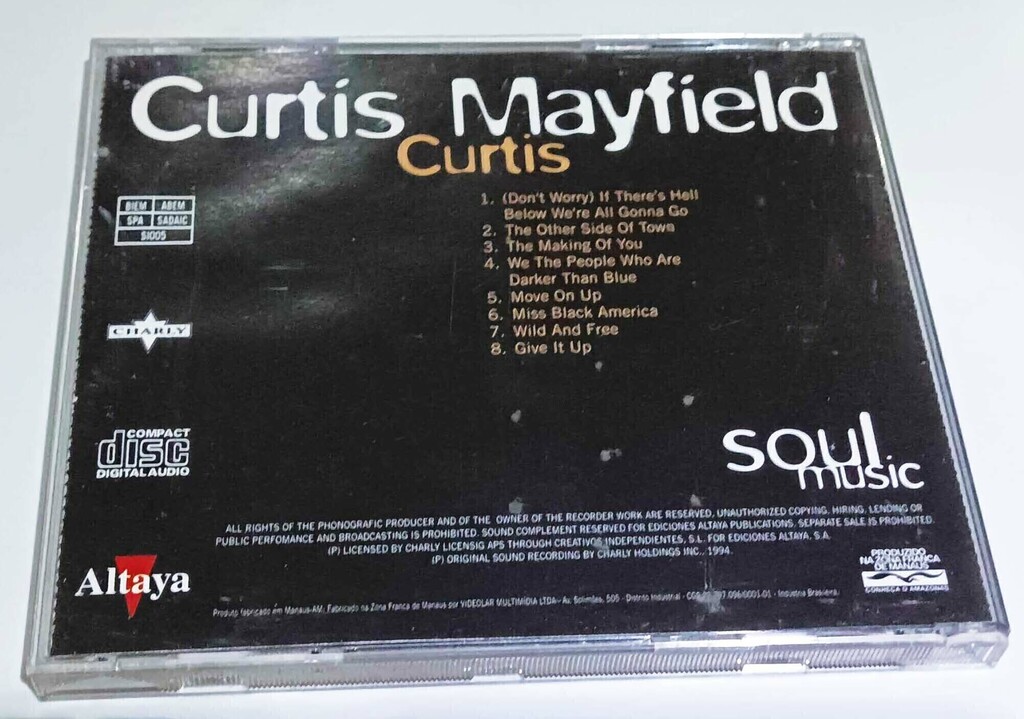 Curtis Mayfield
Curtis
1. (Don't Worry) If There's Hell
Below We're All Gonna Go
2. The Other Side Of Town
3. The Making Of You
4. We The People Who Are
Darker Than Blue
5. Move On Up
6. Miss Black America
7. Wild And Free
8. Give It Up
BIEM ABEM
SPA SADAIC
S1005
CHARLY
COMPACT
disc
DIGITAL AUDIO
soul
music
ALL RIGHTS OF THE PHONOGRAFIC PRODUCER AND OF THE OWNER OF THE RECORDER WORK ARE RESERVED. UNAUTHORIZED COPYING, HIRING, LENDING OR
PUBLIC PERFOMANCE AND BROADCASTING IS PROHIBITED. SOUND COMPLEMENT RESERVED FOR EDICIONES ALTAYA PUBLICATIONS. SEPARATE SALE IS PROHIBITED.
(P) LICENSED BY CHARLY LICENSIG APS THROUGH CREATIVOS INDEPENDIENTES, S.L. FOR EDICIONES ALTAYA, S.A.
(P) ORIGINAL SOUND RECORDING BY CHARLY HOLDINGS INC.. 1994.
Altaya
PRODUZIDO
NA ZONA FRANCA
DE MANAUS
CONHEÇA O AMAZONAS
Produto fabricado em Manaus-AM. Fabricado na Zona Franca de Manaus por VIDEOLAR MULTIMÍDIA LTDA - Av. Solimões, 505 - Distrito Industrial - Indústria Brasileira.